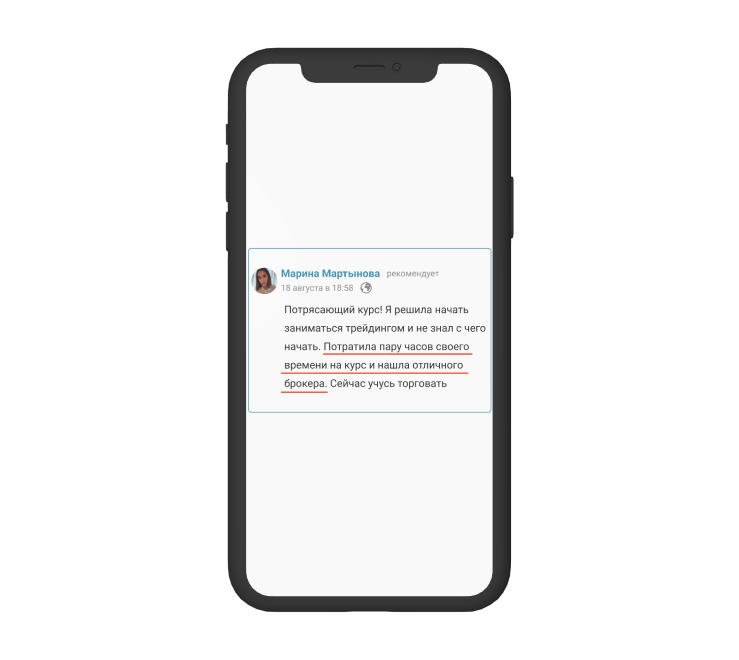 Марина Мартынова рекомендует
18 августа в 18:58
Потрясающий курс! Я решила начать
заниматься трейдингом и не знал с чего
начать. Потратила пару часов своего
времени на курс и нашла отличного
брокера. Сейчас учусь торговать